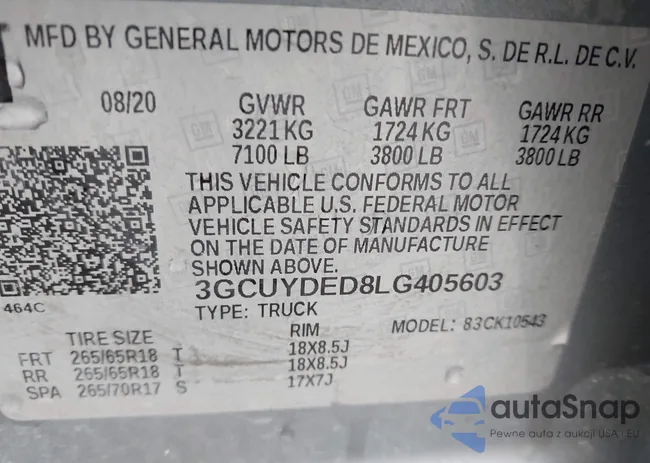 MFD BY GENERAL MOTORS DE MEXICO, S. DE R.L. DE C.V.
08/20 GVWR GAWR FRT GAWR RR
3221 KG 1724 KG 1724 KG
7100 LB 3800 LB 3800 LB
THIS VEHICLE CONFORMS TO ALL
APPLICABLE U.S. FEDERAL MOTOR
VEHICLE SAFETY STANDARDS IN EFFECT
ON THE DATE OF MANUFACTURE
SHOWN ABOVE.
3GCUYDED8LG405603
464C TYPE: TRUCK MODEL: 83CK10543
TIRE SIZE RIM
FRT 265/65R18 T 18X8.5J
RR 265/65R18 T 18X8.5J
SPA 265/70R17 S 17X7J
autaSnap
Pewne auta z aukcji USA i EU